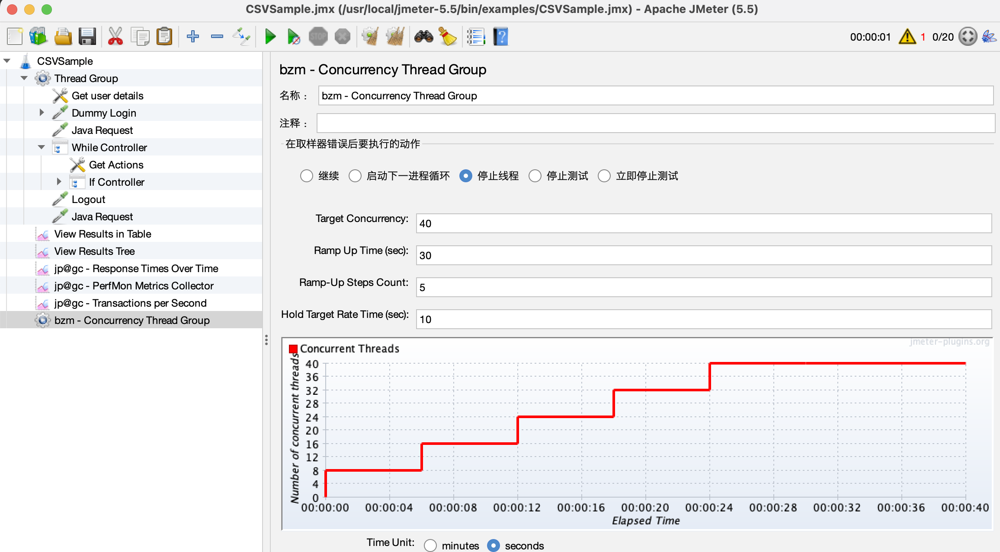 CSVSample.jmx (/usr/local/jmeter-5.5/bin/examples/CSVSample.jmx) - Apache JMeter (5.5)
STOP
?
00:00:01
1
0/20
CSVSample
Thread Group
Get user details
Dummy Login
Java Request
While Controller
Get Actions
If Controller
Logout
Java Request
View Results in Table
View Results Tree
jp@gc - Response Times Over Time
jp@gc - PerfMon Metrics Collector
jp@gc - Transactions per Second
bzm - Concurrency Thread Group
bzm - Concurrency Thread Group
名称： bzm - Concurrency Thread Group
注释：
在取样器错误后要执行的动作
继续 启动下一进程循环 停止线程 停止测试 立即停止测试
Target Concurrency: 40
Ramp Up Time (sec): 30
Ramp-Up Steps Count: 5
Hold Target Rate Time (sec): 10
jmeter-plugins.org
Concurrent Threads
Number of concurrent threads
40
36
32
28
24
20
16
12
8
4
0
00:00:00 00:00:04 00:00:08 00:00:12 00:00:16 00:00:20 00:00:24 00:00:28 00:00:32 00:00:36 00:00:40
Elapsed Time
Time Unit: minutes seconds